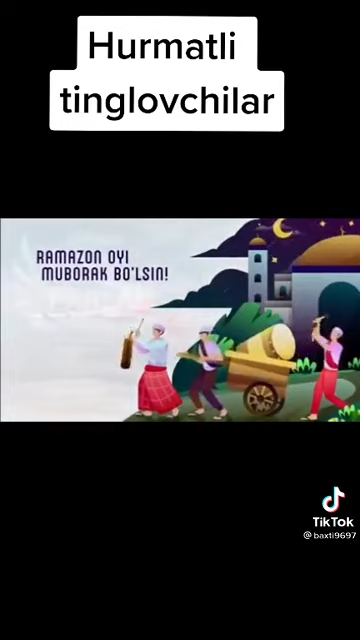 Hurmatli
tinglovchilar
RAMAZON OYI
MUBORAK BO'LSIN!
TikTok
@baxti9697